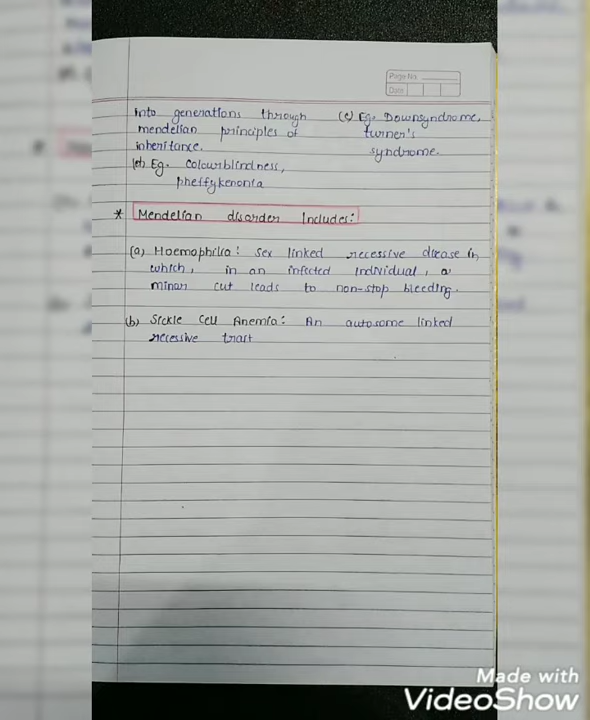 Page No.
Date
into generations through
mendelian principles of
inheritance.
Eg. Colourblindness,
pheffykenonia
(c) Eg. Downsyndrome,
turner's
syndrome.
* Mendelian disorder Includes:
(a) Haemophilia: Sex linked recessive disease in
which, in an infected individual, a
minar cut leads to non-stop bleeding.
(b) Sickle Cell Anemia: An autosome linked
recessive trait
Made with
VideoShow